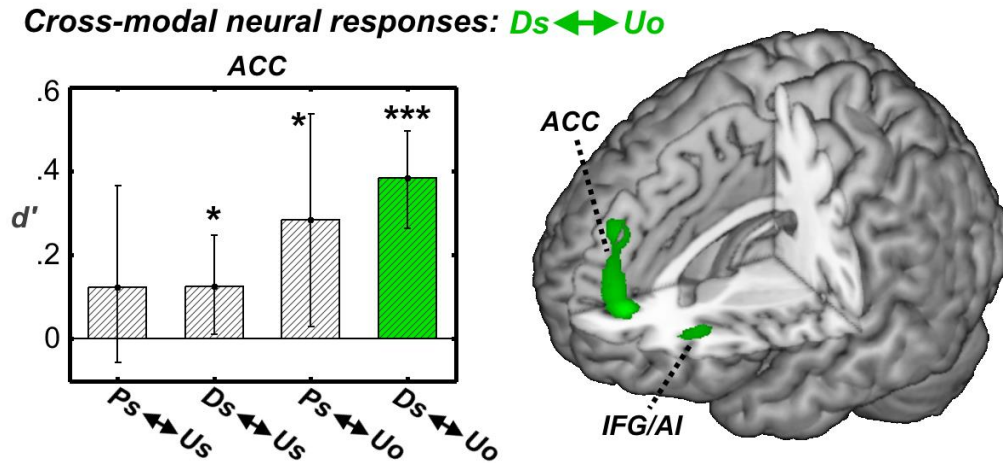 Cross-modal neural responses: Ds ↔ Uo
ACC
.6
.4
.2
0
d'
*
*
***
Ps ↔ Us
Ds ↔ Us
Ps ↔ Uo
Ds ↔ Uo
ACC
IFG/AI